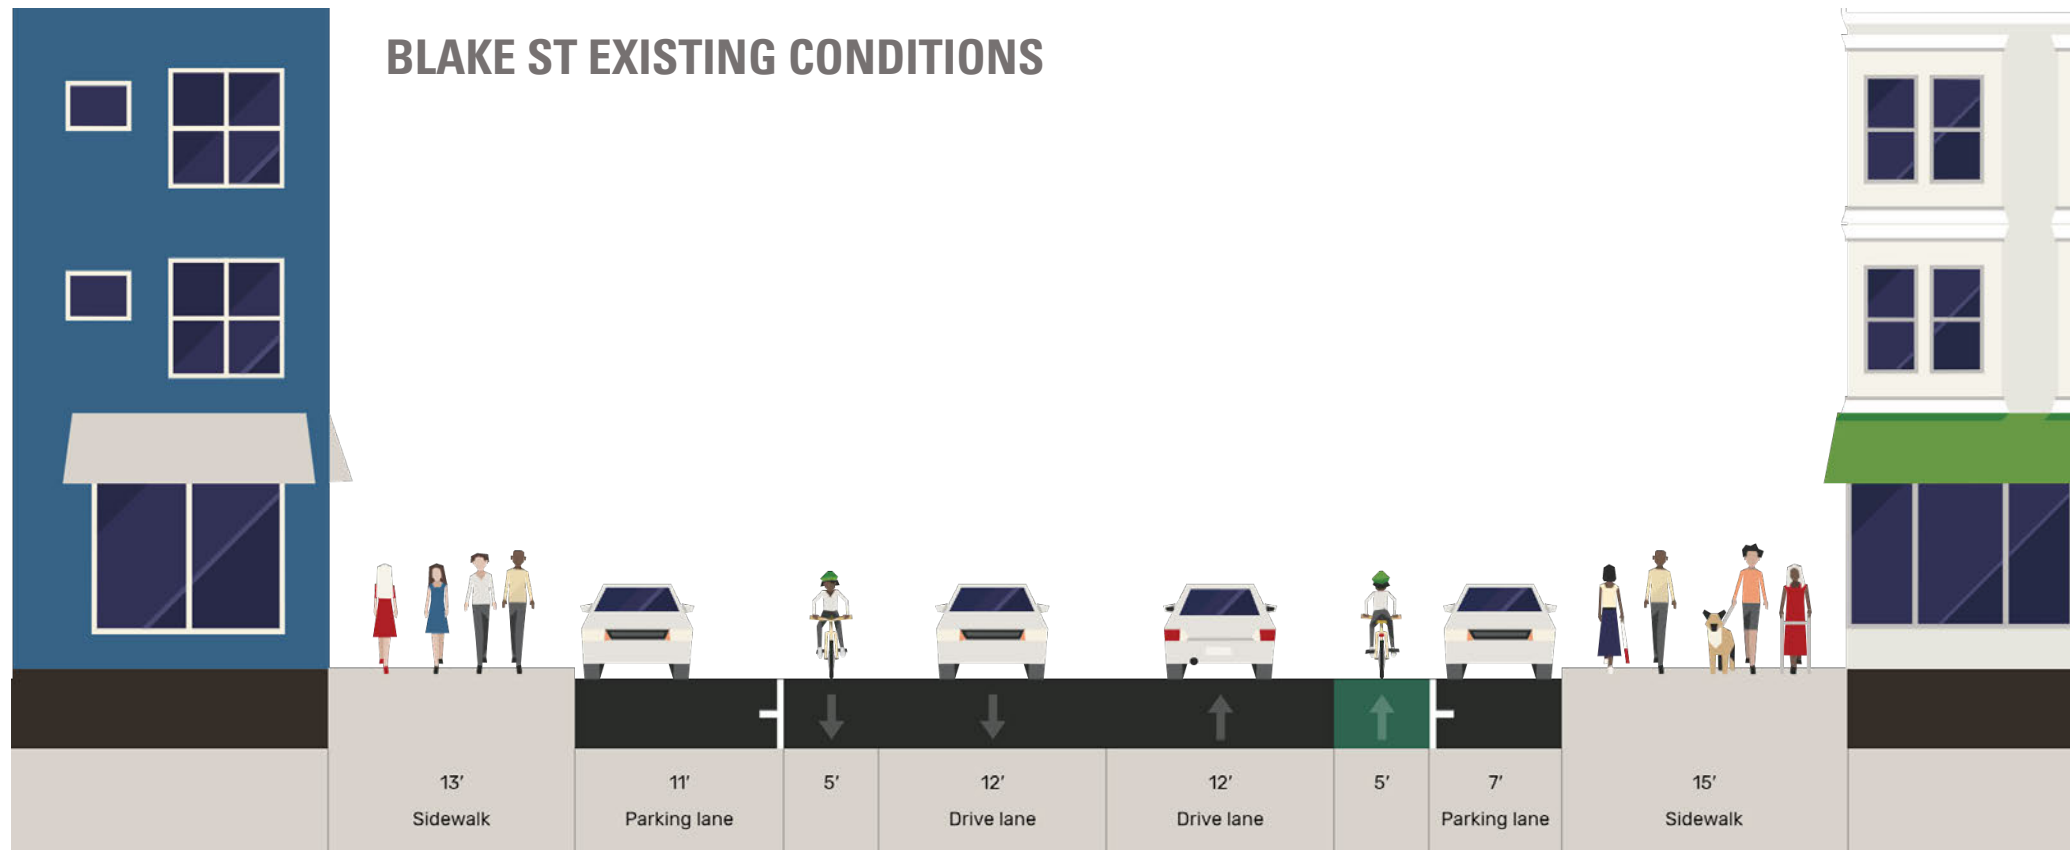 BLAKE ST EXISTING CONDITIONS
13′
Sidewalk
11′
Parking lane
5′
12′
Drive lane
12′
Drive lane
5′
7′
Parking lane
15′
Sidewalk